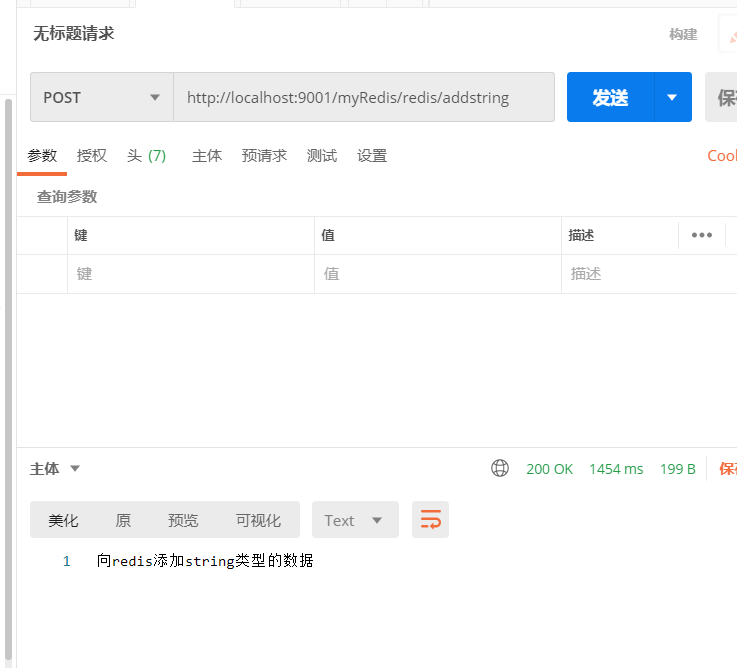 无标题请求 构建
POST http://localhost:9001/myRedis/redis/addstring 发送
参数 授权 头 (7) 主体 预请求 测试 设置
查询参数
键 值 描述 •••
键 值 描述
主体 200 OK 1454 ms 199 B
美化 原 预览 可视化 Text
1 向redis添加string类型的数据